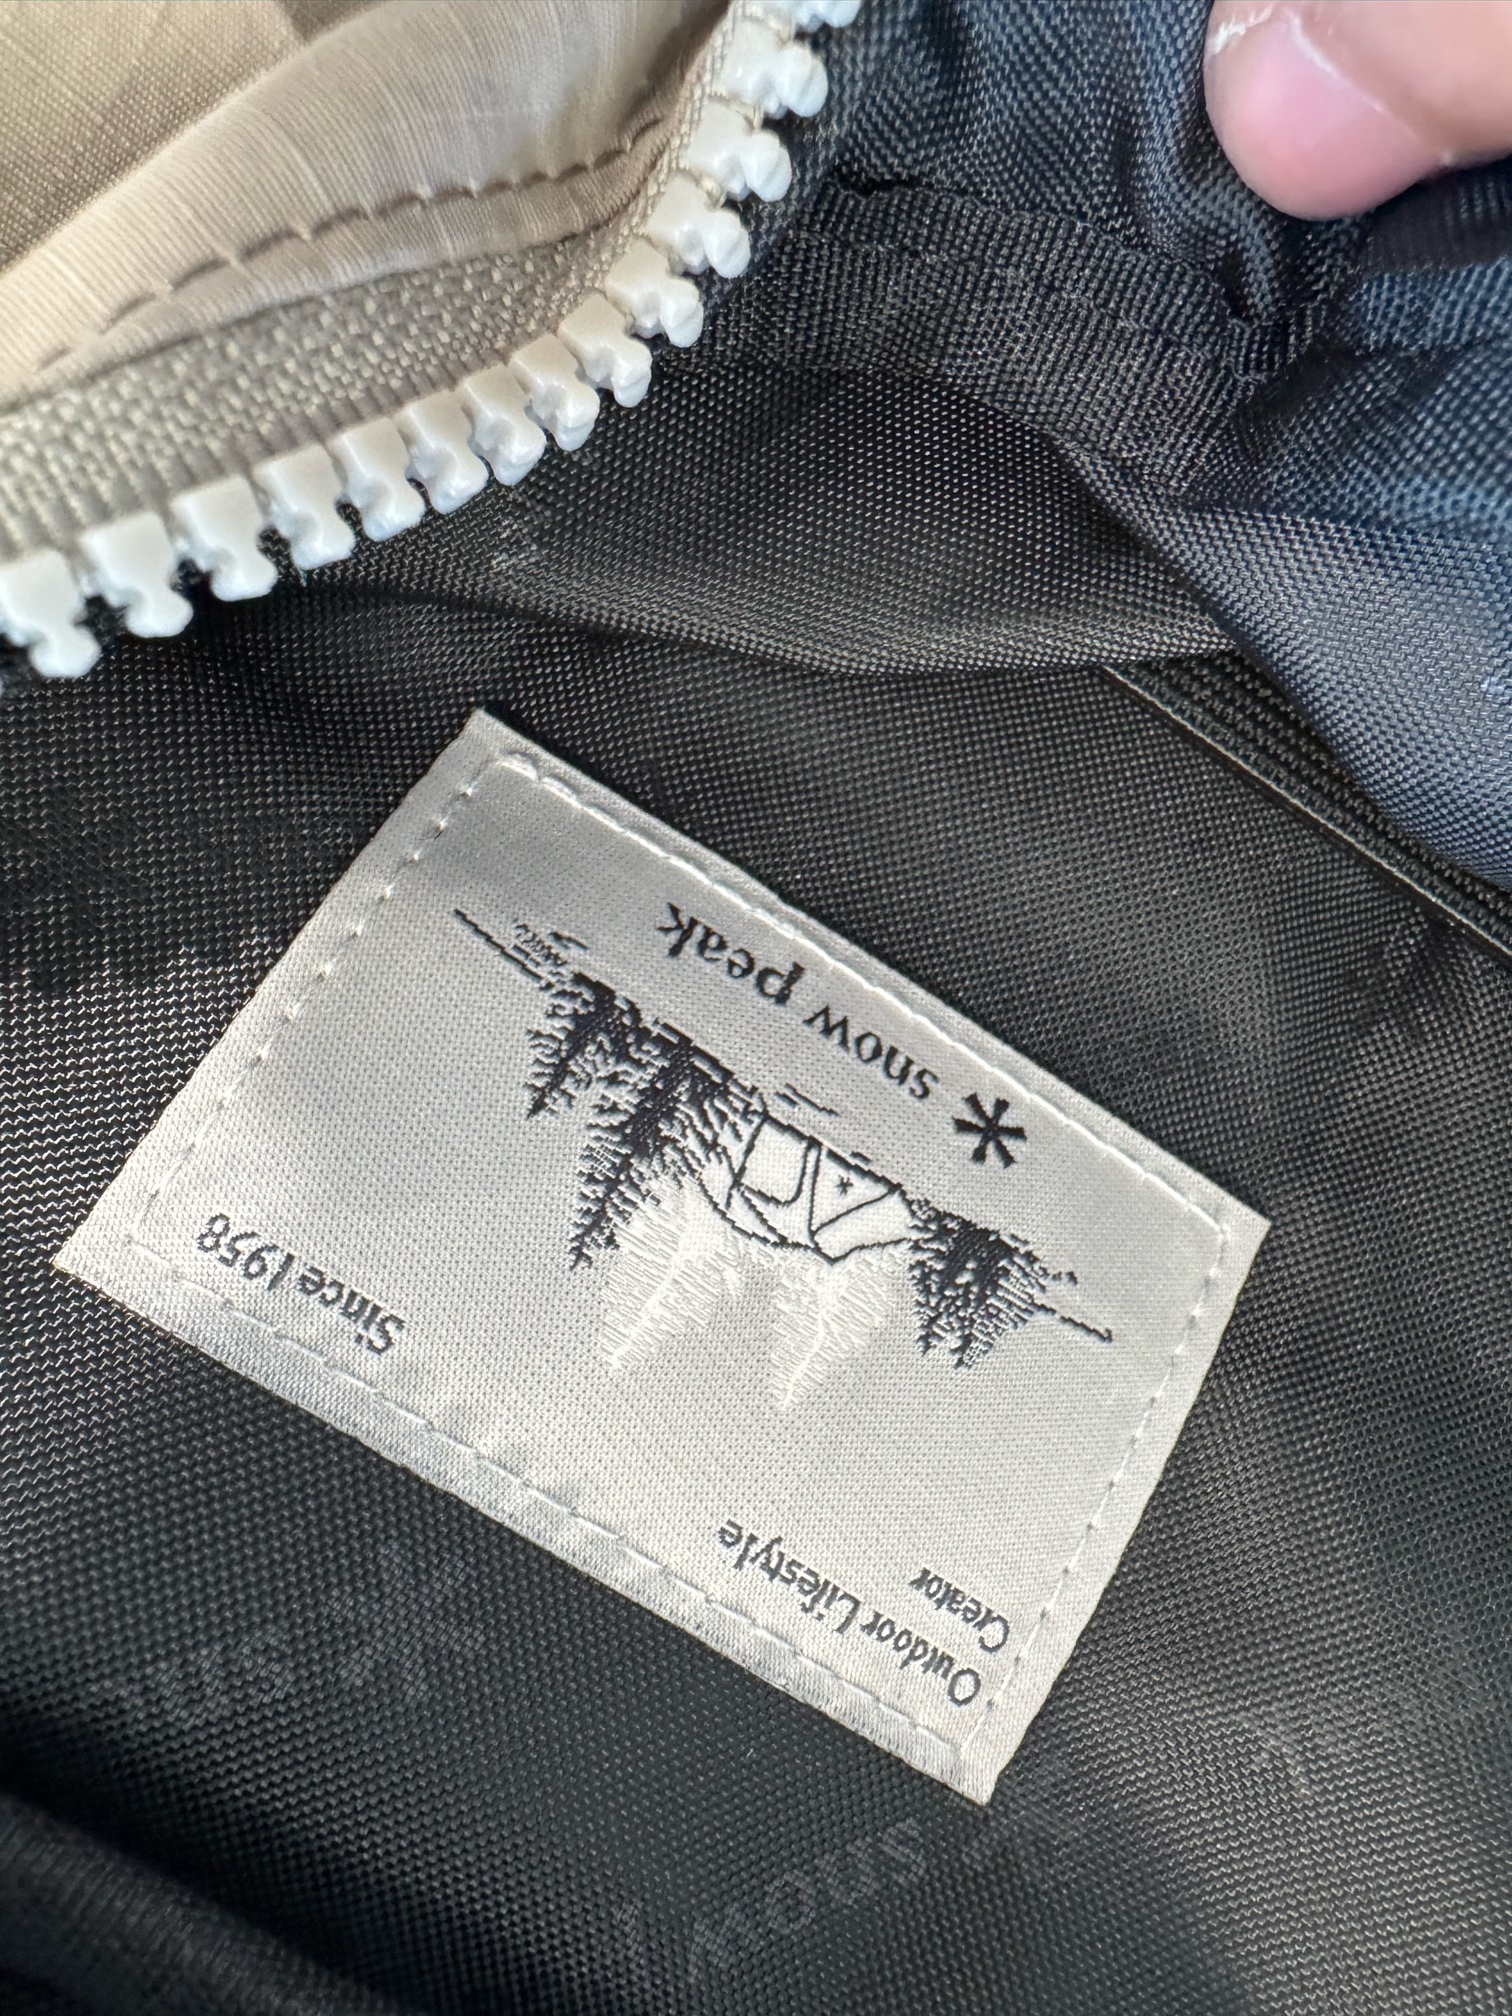 Since 1958
Outdoor Lifestyle
Creator
snow peak